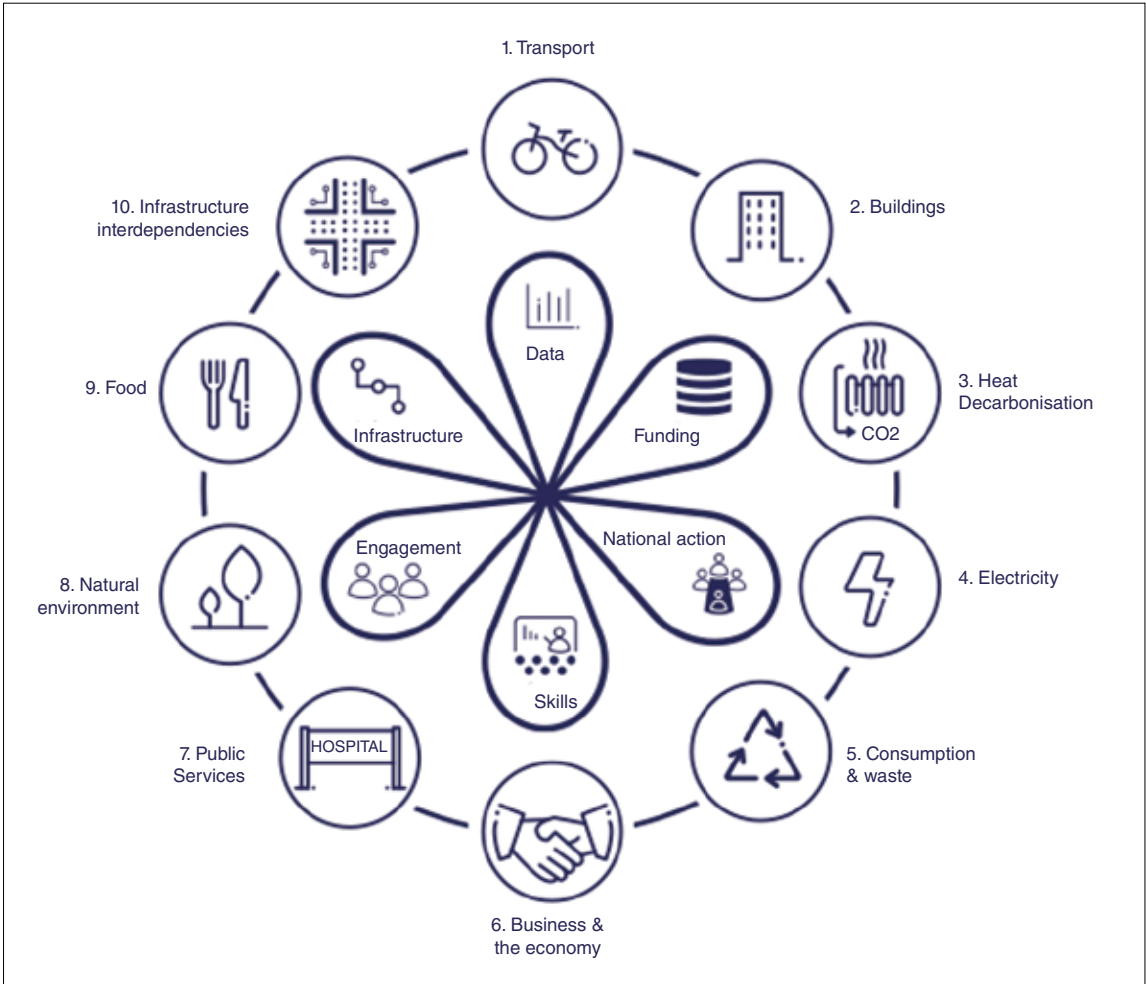 1. Transport
2. Buildings
3. Heat
Decarbonisation
CO2
4. Electricity
5. Consumption
& waste
6. Business &
the economy
7. Public
Services
HOSPITAL
8. Natural
environment
9. Food
10. Infrastructure
interdependencies
Data
Funding
National action
Skills
Engagement
Infrastructure